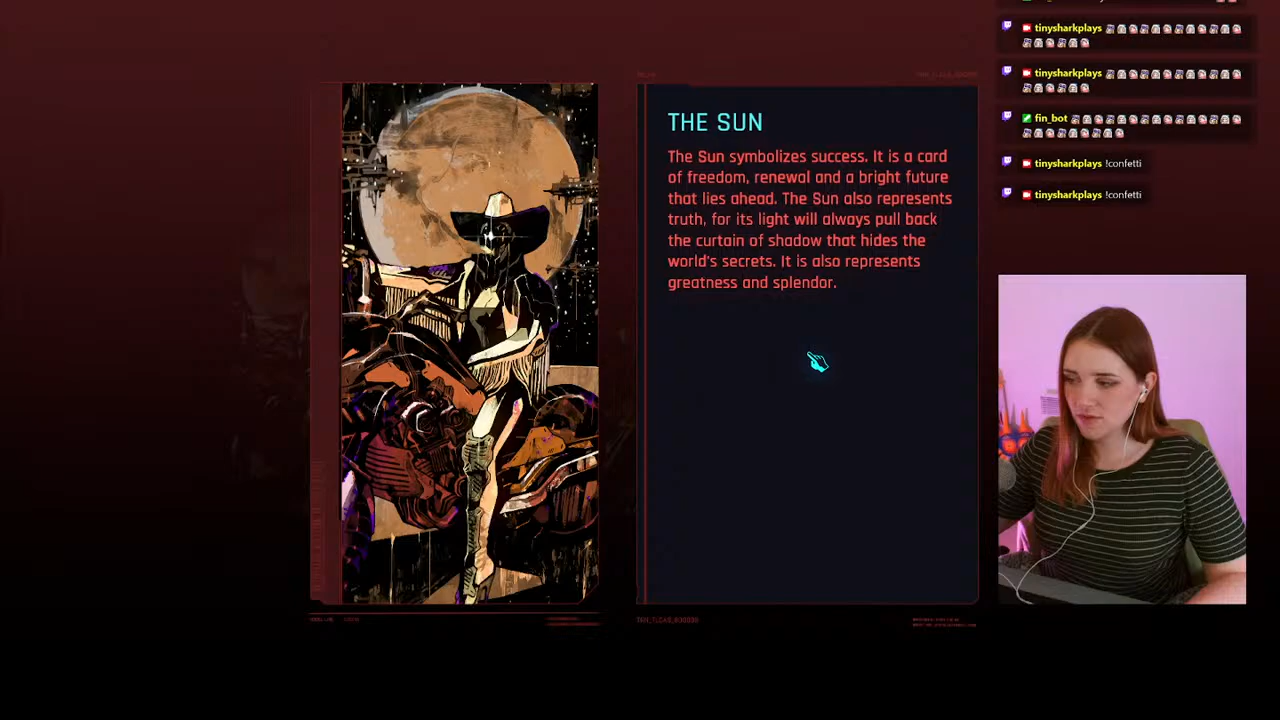 tinysharkplays
tinysharkplays
fin_bot
tinysharkplays !confetti
tinysharkplays !confetti
THE SUN
The Sun symbolizes success. It is a card
of freedom, renewal and a bright future
that lies ahead. The Sun also represents
truth, for its light will always pull back
the curtain of shadow that hides the
world's secrets. It is also represents
greatness and splendor.